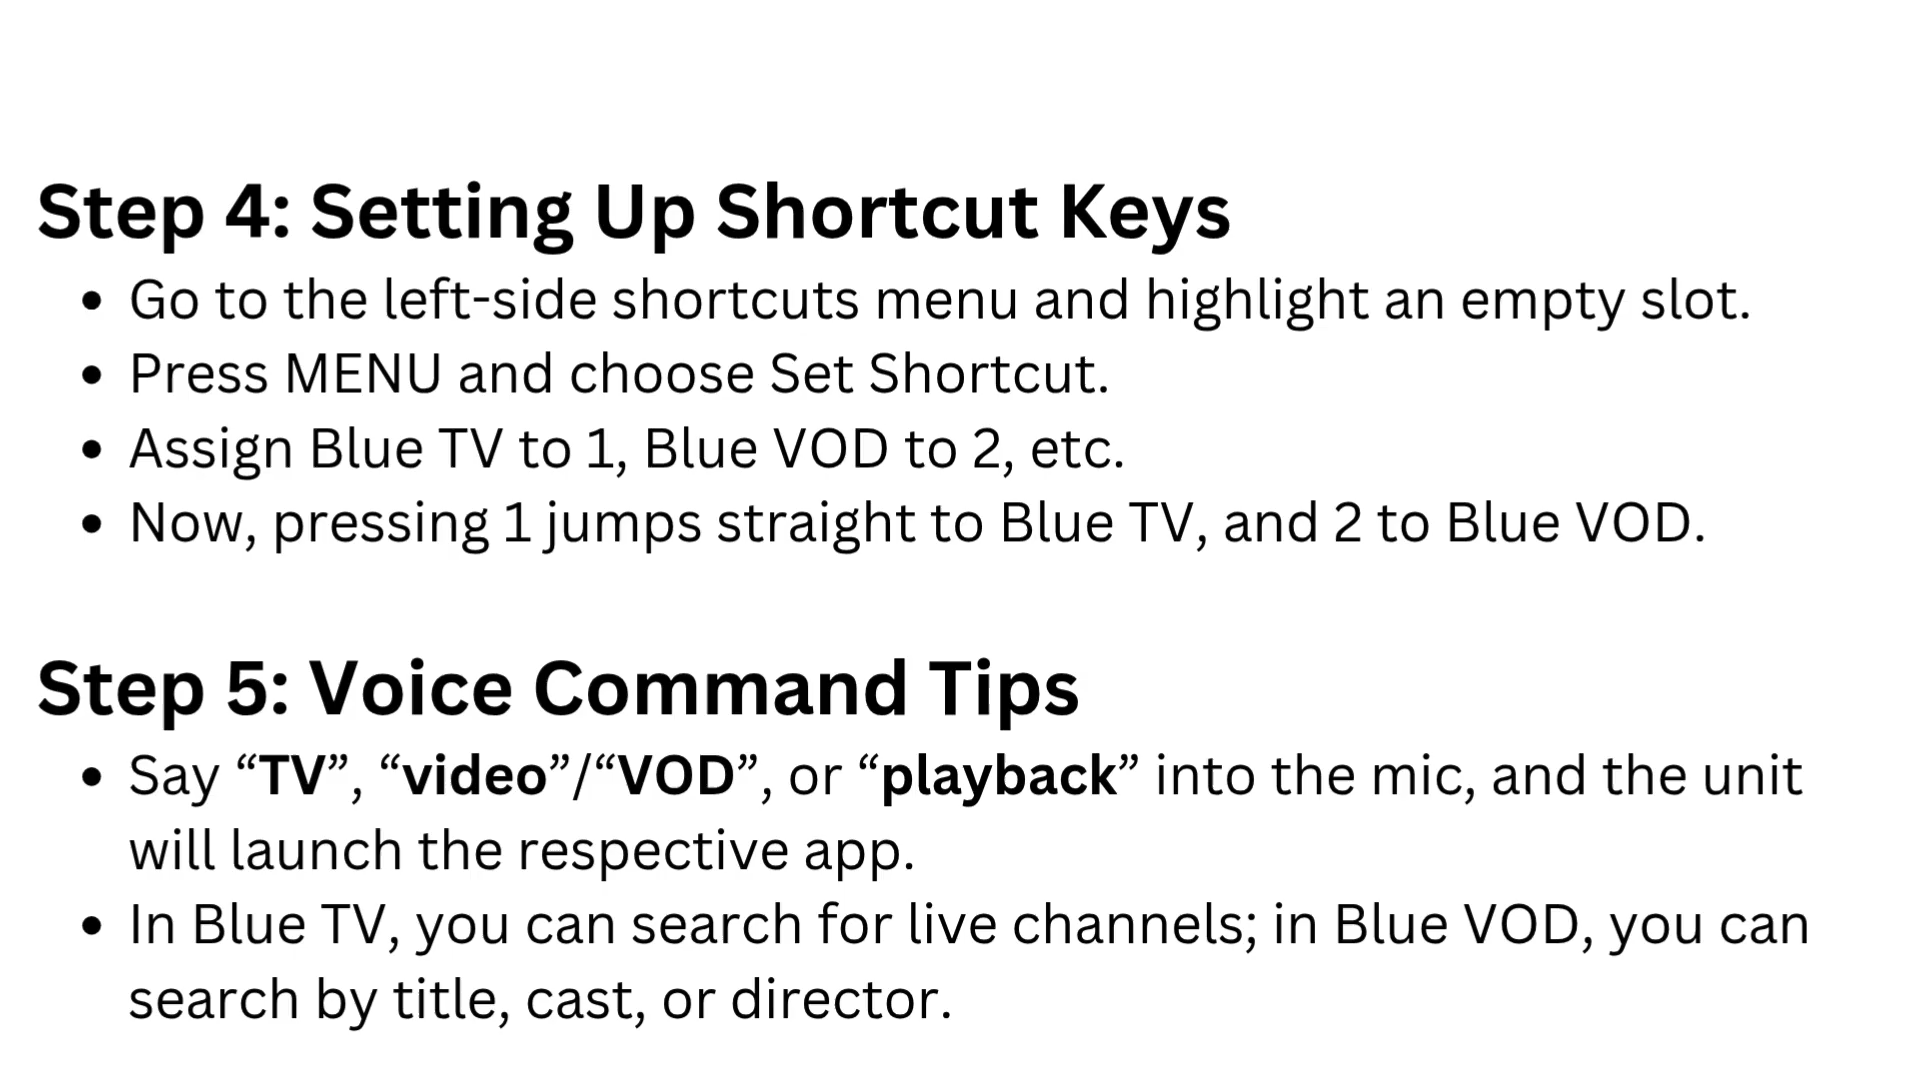 Step 4: Setting Up Shortcut Keys
• Go to the left-side shortcuts menu and highlight an empty slot.
• Press MENU and choose Set Shortcut.
• Assign Blue TV to 1, Blue VOD to 2, etc.
• Now, pressing 1 jumps straight to Blue TV, and 2 to Blue VOD.
Step 5: Voice Command Tips
• Say “TV”, “video”/“VOD”, or “playback” into the mic, and the unit
will launch the respective app.
• In Blue TV, you can search for live channels; in Blue VOD, you can
search by title, cast, or director.